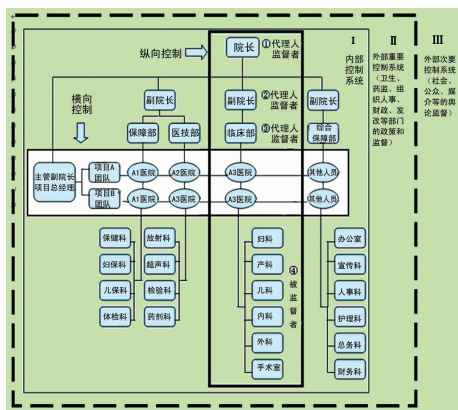 纵向控制
院长
①代理人
监督者
I
内部
控制
系统
II
外部重要
控制系统
（卫生、
药监、组
织人事、
财政、发
改等部门
的政策和
监督）
III
外部次要
控制系统
（社会、
公众、媒
介等的舆
论监督）
横向
控制
副院长
副院长
②代理人
监督者
副院长
保障部
医技部
临床部
③代理人
监督者
综合
保障部
主管副院长
项目总经理
项目A
团队
A1医院
A2医院
A3医院
其他人员
项目B
团队
A1医院
A3医院
A3医院
其他人员
保健科
放射科
妇科
办公室
妇保科
超声科
产科
宣传科
儿保科
检验科
儿科
人事科
体检科
药剂科
内科
护理科
外科
总务科
手术室
财务科
④
被
监
督
者